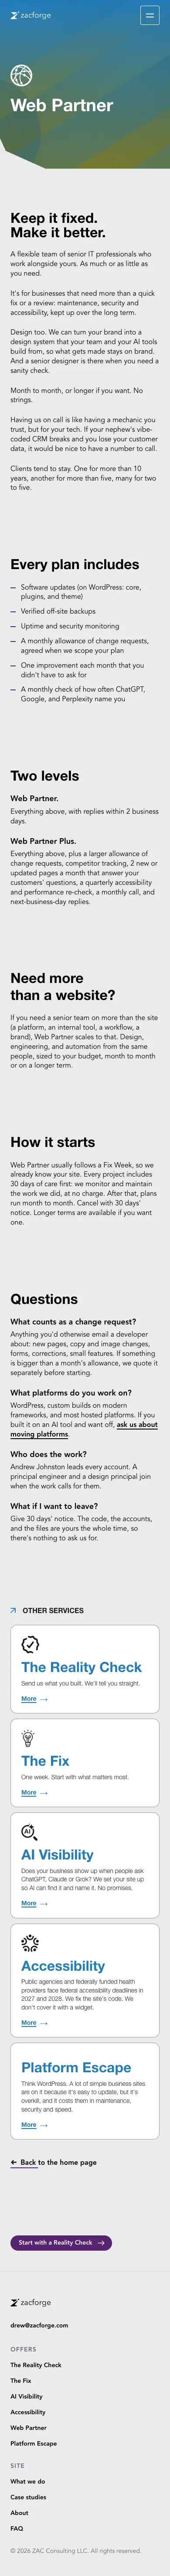 zacforge
Web Partner
Keep it fixed.
Make it better.
A flexible team of senior IT professionals who
work alongside yours. As much or as little as
you need.
It's for businesses that need more than a quick
fix or a review: maintenance, security and
accessibility, kept up over the long term.
Design too. We can turn your brand into a
design system that your team and your AI tools
build from, so what gets made stays on brand.
And a senior designer is there when you need a
sanity check.
Month to month, or longer if you want. No
strings.
Having us on call is like having a mechanic you
trust, but for your tech. If your nephew's vibe-
coded CRM breaks and you lose your customer
data, it would be nice to have a number to call.
Clients tend to stay. One for more than 10
years, another for more than five, many for two
to five.
Every plan includes
— Software updates (on WordPress: core,
plugins, and theme)
— Verified off-site backups
— Uptime and security monitoring
— A monthly allowance of change requests,
agreed when we scope your plan
— One improvement each month that you
didn't have to ask for
— A monthly check of how often ChatGPT,
Google, and Perplexity name you
Two levels
Web Partner.
Everything above, with replies within 2 business
days.
Web Partner Plus.
Everything above, plus a larger allowance of
change requests, competitor tracking, 2 new or
updated pages a month that answer your
customers' questions, a quarterly accessibility
and performance re-check, a monthly call, and
next-business-day replies.
Need more
than a website?
If you need a senior team on more than the site
(a platform, an internal tool, a workflow, a
brand), Web Partner scales to that. Design,
engineering, and automation from the same
people, sized to your budget, month to month
or on a longer term.
How it starts
Web Partner usually follows a Fix Week, so we
already know your site. Every project includes
30 days of care first: we monitor and maintain
the work we did, at no charge. After that, plans
run month to month. Cancel with 30 days'
notice. Longer terms are available if you want
one.
Questions
What counts as a change request?
Anything you'd otherwise email a developer
about: new pages, copy and image changes,
forms, corrections, small features. If something
is bigger than a month's allowance, we quote it
separately before starting.
What platforms do you work on?
WordPress, custom builds on modern
frameworks, and most hosted platforms. If you
built it on an AI tool and want off, ask us about
moving platforms.
Who does the work?
Andrew Johnston leads every account. A
principal engineer and a design principal join
when the work calls for them.
What if I want to leave?
Give 30 days' notice. The code, the accounts,
and the files are yours the whole time, so
there's nothing to ask us for.
OTHER SERVICES
The Reality Check
Send us what you built. We'll tell you straight.
More →
The Fix
One week. Start with what matters most.
More →
AI
AI Visibility
Does your business show up when people ask
ChatGPT, Claude or Grok? We set your site up
so AI can find it and name it. No promises.
More →
Accessibility
Public agencies and federally funded health
providers face federal accessibility deadlines in
2027 and 2028. We fix the site's code. We
don't cover it with a widget.
More →
Platform Escape
Think WordPress. A lot of simple business sites
are on it because it's easy to update, but it's
overkill, and it costs them in maintenance,
security and speed.
More →
← Back to the home page
Start with a Reality Check →
zacforge
drew@zacforge.com
OFFERS
The Reality Check
The Fix
AI Visibility
Accessibility
Web Partner
Platform Escape
SITE
What we do
Case studies
About
FAQ
© 2026 ZAC Consulting LLC. All rights reserved.